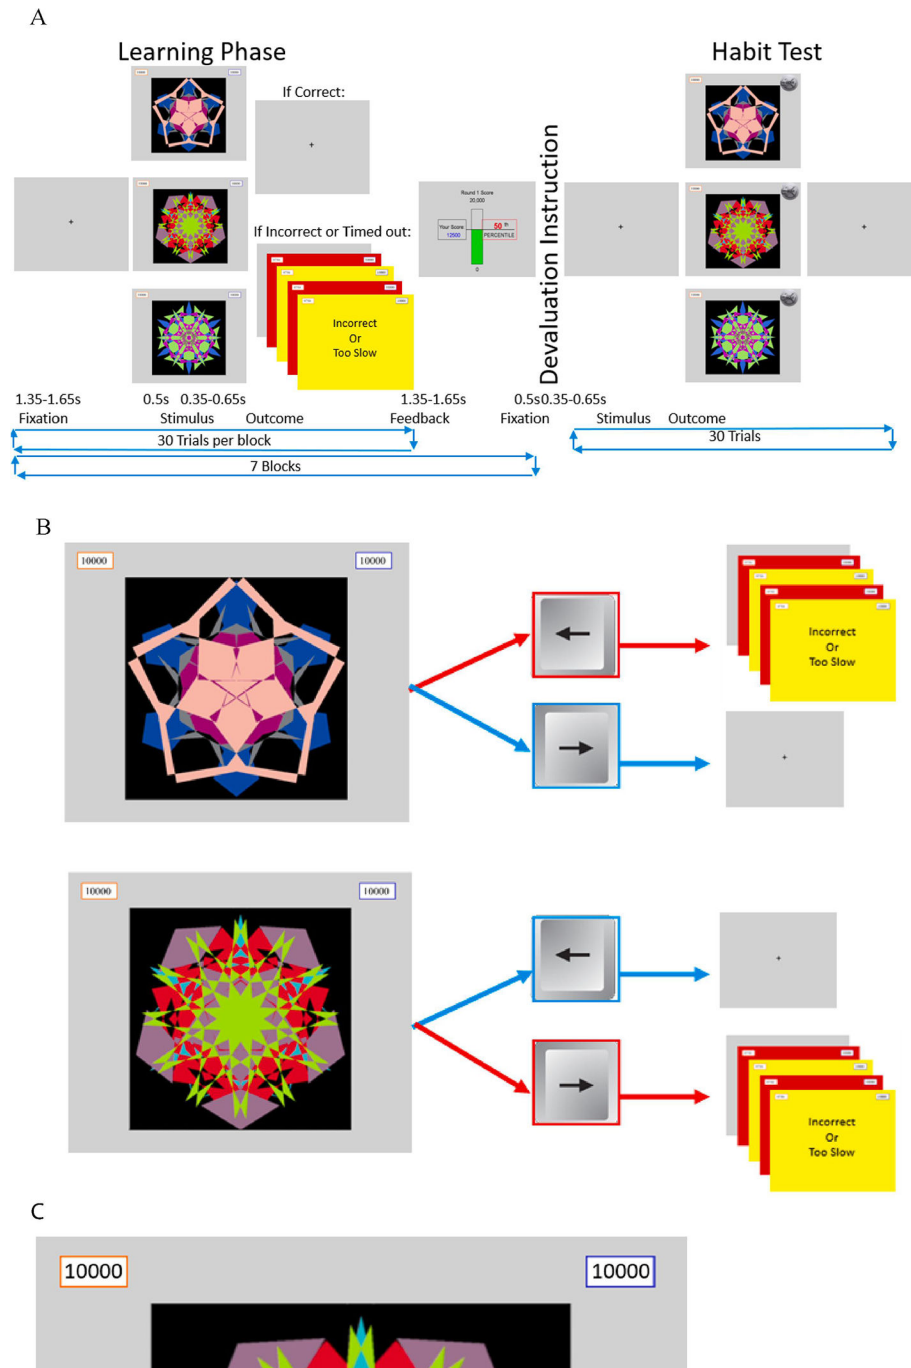 A
Learning Phase
Habit Test
If Correct:
If Incorrect or Timed out:
Incorrect
Or
Too Slow
Round 1 Score
20,000
Your Score
12500
50 th
PERCENTILE
0
Devaluation Instruction
1.35-1.65s
0.5s
0.35-0.65s
1.35-1.65s
0.5s0.35-0.65s
Fixation
Stimulus
Outcome
Feedback
Fixation
Stimulus
Outcome
30 Trials per block
30 Trials
7 Blocks
B
10000
10000
Incorrect
Or
Too Slow
10000
10000
Incorrect
Or
Too Slow
C
10000
10000